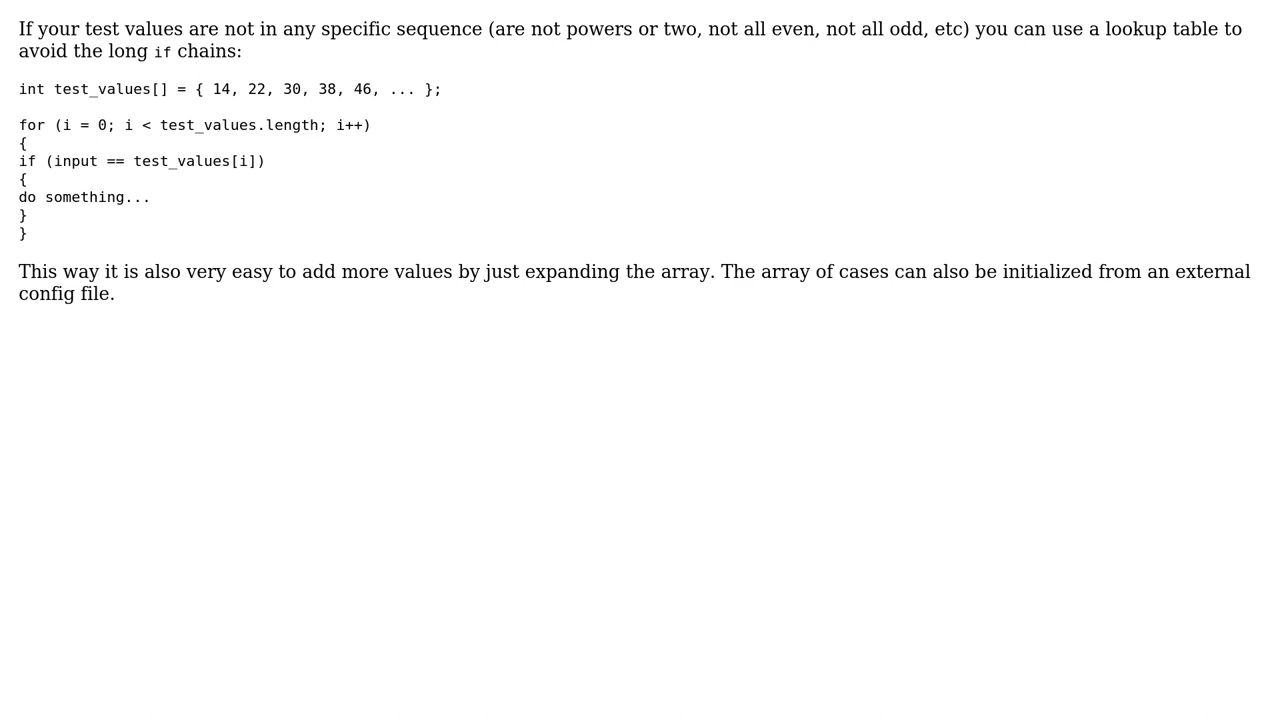 If your test values are not in any specific sequence (are not powers or two, not all even, not all odd, etc) you can use a lookup table to
avoid the long if chains:
int test_values[] = { 14, 22, 30, 38, 46, ... };
for (i = 0; i < test_values.length; i++)
{
if (input == test_values[i])
{
do something...
}
}
This way it is also very easy to add more values by just expanding the array. The array of cases can also be initialized from an external
config file.